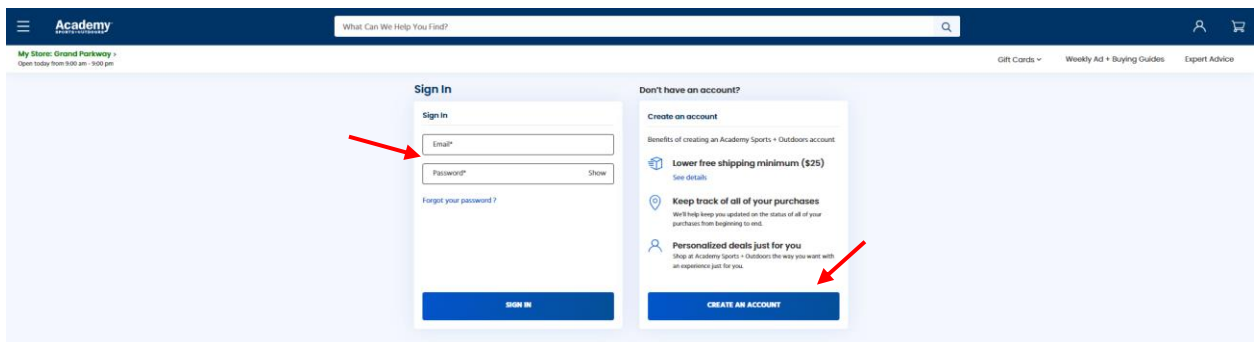 Academy
SPORTS+OUTDOORS
What Can We Help You Find?
My Store: Grand Parkway >
Open today from 9:00 am - 9:00 pm
Gift Cards
Weekly Ad + Buying Guides
Expert Advice
Sign In
Sign In
Email*
Password*
Show
Forgot your password ?
SIGN IN
Don't have an account?
Create an account
Benefits of creating an Academy Sports + Outdoors account
Lower free shipping minimum ($25)
See details
Keep track of all of your purchases
We'll help keep you updated on the status of all of your
purchases from beginning to end.
Personalized deals just for you
Shop at Academy Sports + Outdoors the way you want with
an experience just for you.
CREATE AN ACCOUNT